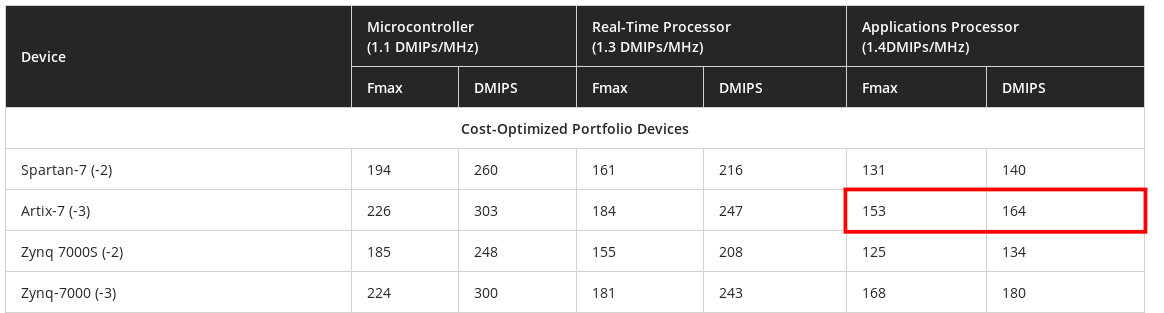 Device
Microcontroller
(1.1 DMIPs/MHz)
Real-Time Processor
(1.3 DMIPs/MHz)
Applications Processor
(1.4DMIPs/MHz)
Fmax DMIPS Fmax DMIPS Fmax DMIPS
Cost-Optimized Portfolio Devices
Spartan-7 (-2) 194 260 161 216 131 140
Artix-7 (-3) 226 303 184 247 153 164
Zynq 7000S (-2) 185 248 155 208 125 134
Zynq-7000 (-3) 224 300 181 243 168 180